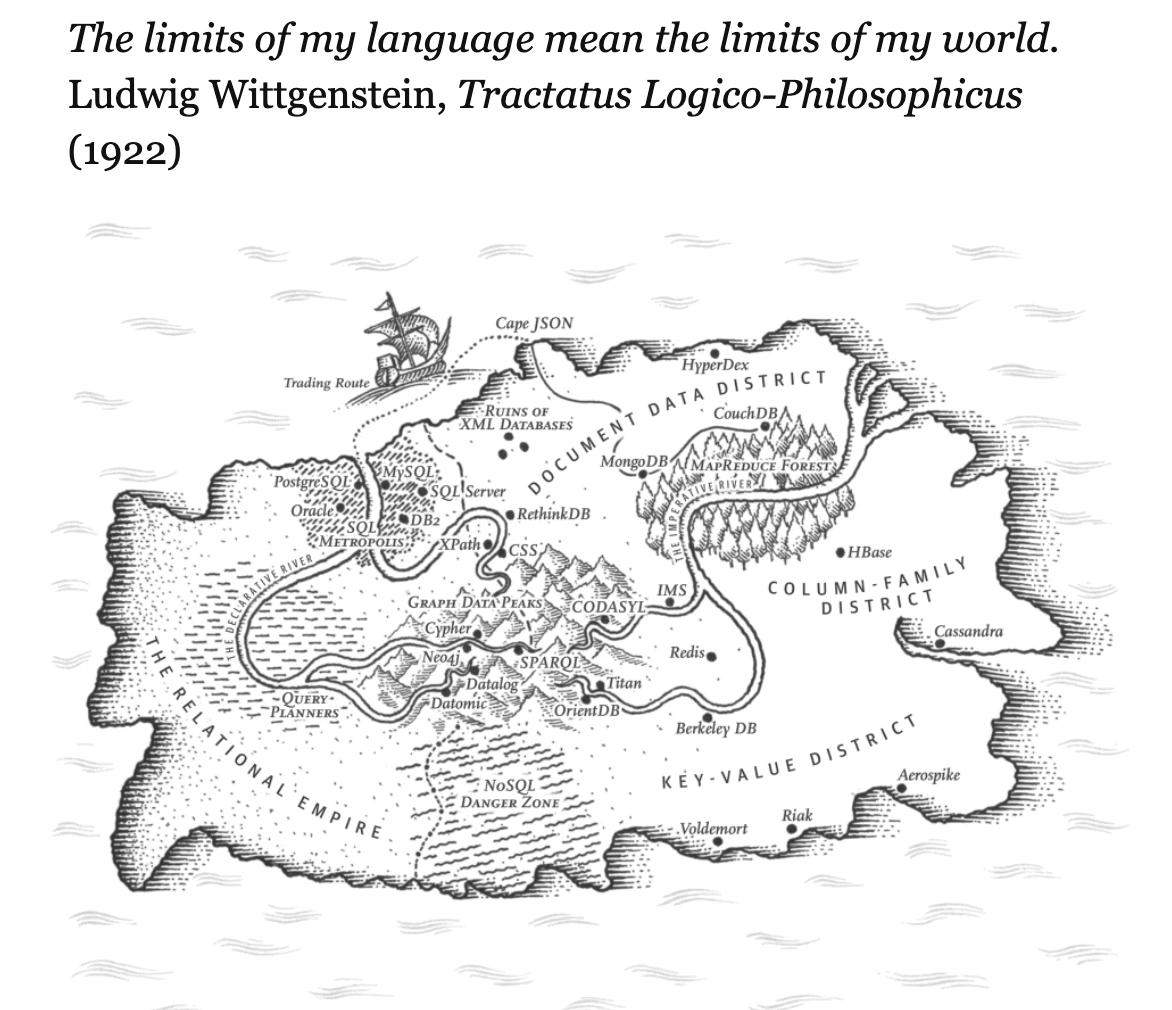 The limits of my language mean the limits of my world.
Ludwig Wittgenstein, Tractatus Logico-Philosophicus
(1922)
Cape JSON
Trading Route
HyperDex
DOCUMENT DATA DISTRICT
RUINS OF
XML DATABASES
CouchDB
MongoDB
MAPREDUCE FOREST
THE IMPERATIVE RIVER
PostgreSQL
MySQL
SQL Server
Oracle
DB2
SQL
METROPOLIS
RethinkDB
XPath
CSS
HBase
COLUMN-FAMILY
DISTRICT
THE DECLARATIVE RIVER
GRAPH DATA PEAKS
CODASYL
IMS
Cypher
Neo4j
SPARQL
Cassandra
Redis
Datalog
Titan
Datomic
OrientDB
QUERY
PLANNERS
Berkeley DB
THE RELATIONAL EMPIRE
KEY-VALUE DISTRICT
NoSQL
DANGER ZONE
Aerospike
Riak
Voldemort